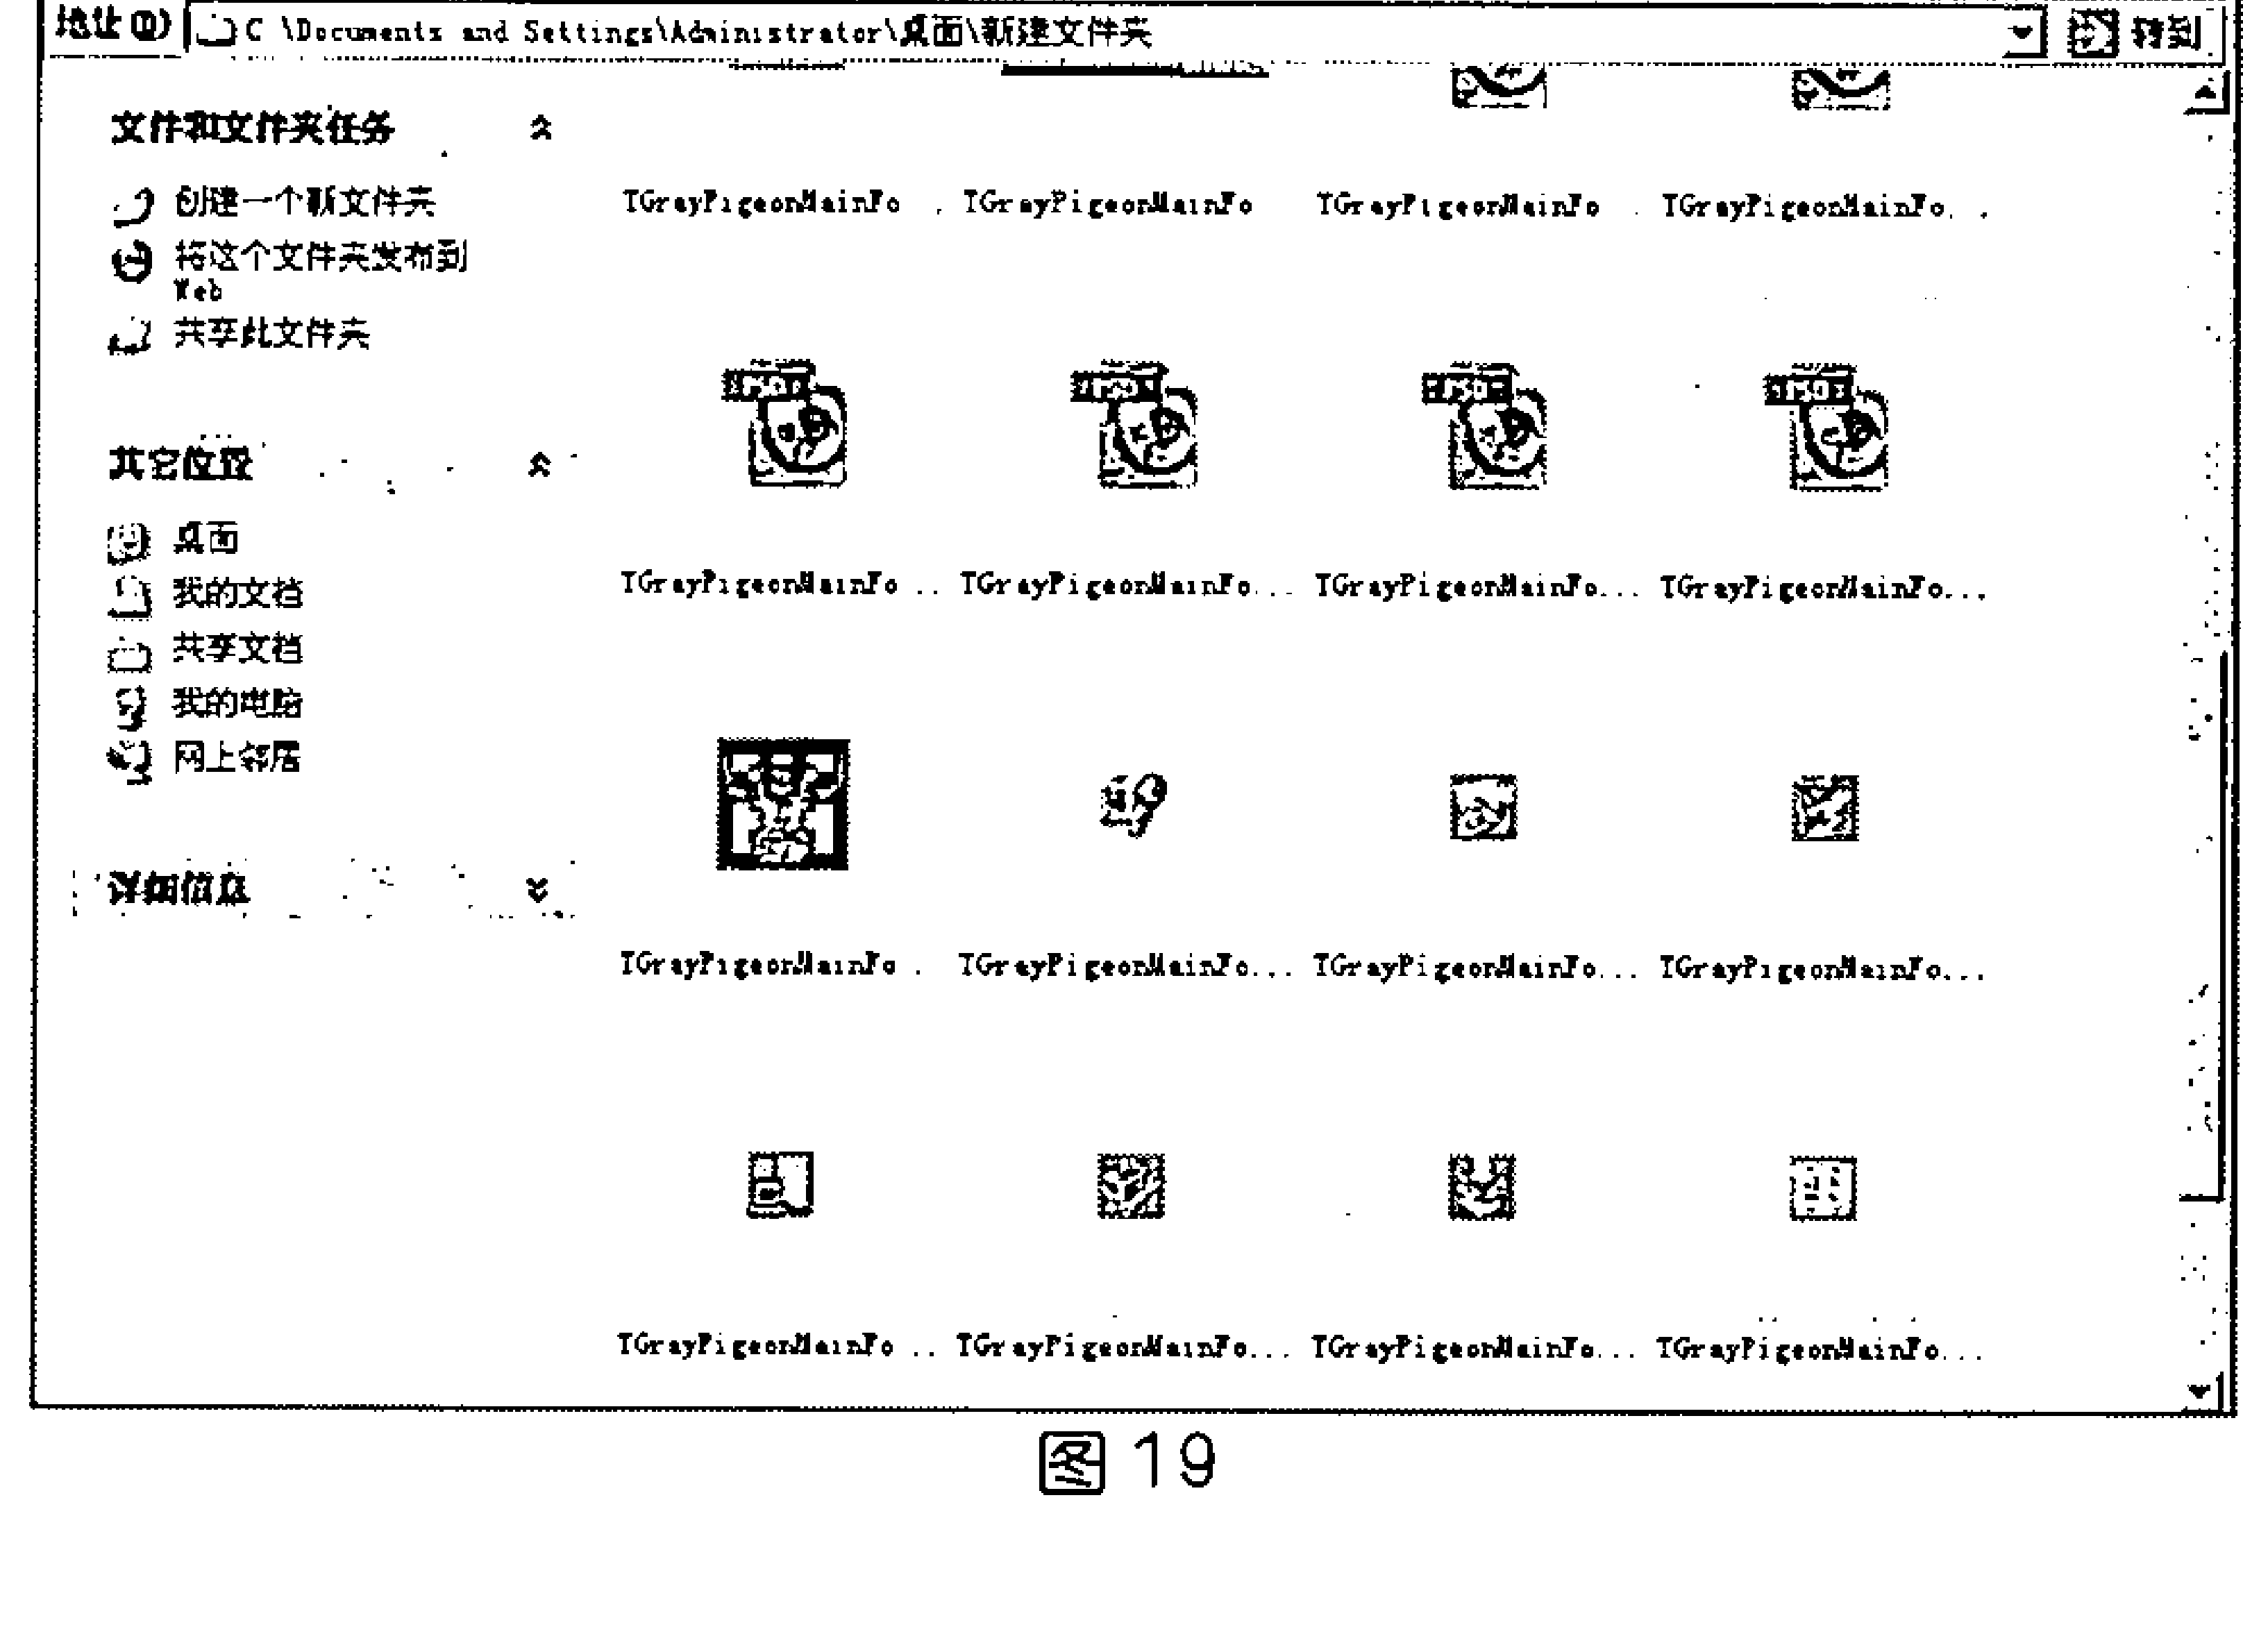 地址(D) C:\Documents and Settings\Administrator\桌面\新建文件夹 转到
文件和文件夹任务
创建一个新文件夹
将这个文件夹发布到
Web
共享此文件夹
其它位置
桌面
我的文档
共享文档
我的电脑
网上邻居
详细信息
TGrayPigeonMainFo... TGrayPigeonMainFo TGrayPigeonMainFo... TGrayPigeonMainFo...
TGrayPigeonMainFo... TGrayPigeonMainFo... TGrayPigeonMainFo... TGrayPigeonMainFo...
TGrayPigeonMainFo... TGrayPigeonMainFo... TGrayPigeonMainFo... TGrayPigeonMainFo...
TGrayPigeonMainFo... TGrayPigeonMainFo... TGrayPigeonMainFo... TGrayPigeonMainFo...
图 19